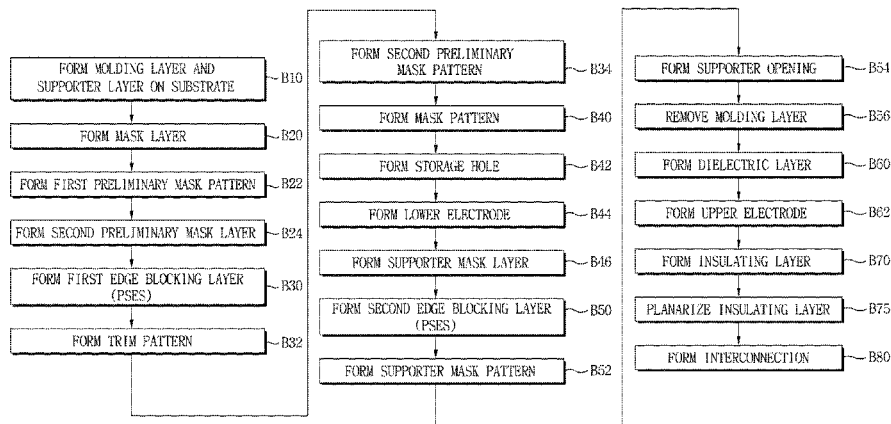 FORM MOLDING LAYER AND
SUPPORTER LAYER ON SUBSTRATE
B10
FORM MASK LAYER
B20
FORM FIRST PRELIMINARY MASK PATTERN
B22
FORM SECOND PRELIMINARY MASK LAYER
B24
FORM FIRST EDGE BLOCKING LAYER
(PSES)
B30
FORM TRIM PATTERN
B32
FORM SECOND PRELIMINARY
MASK PATTERN
B34
FORM MASK PATTERN
B40
FORM STORAGE HOLE
B42
FORM LOWER ELECTRODE
B44
FORM SUPPORTER MASK LAYER
B46
FORM SECOND EDGE BLOCKING LAYER
(PSES)
B50
FORM SUPPORTER MASK PATTERN
B52
FORM SUPPORTER OPENING
B54
REMOVE MOLDING LAYER
B56
FORM DIELECTRIC LAYER
B60
FORM UPPER ELECTRODE
B62
FORM INSULATING LAYER
B70
PLANARIZE INSULATING LAYER
B75
FORM INTERCONNECTION
B80